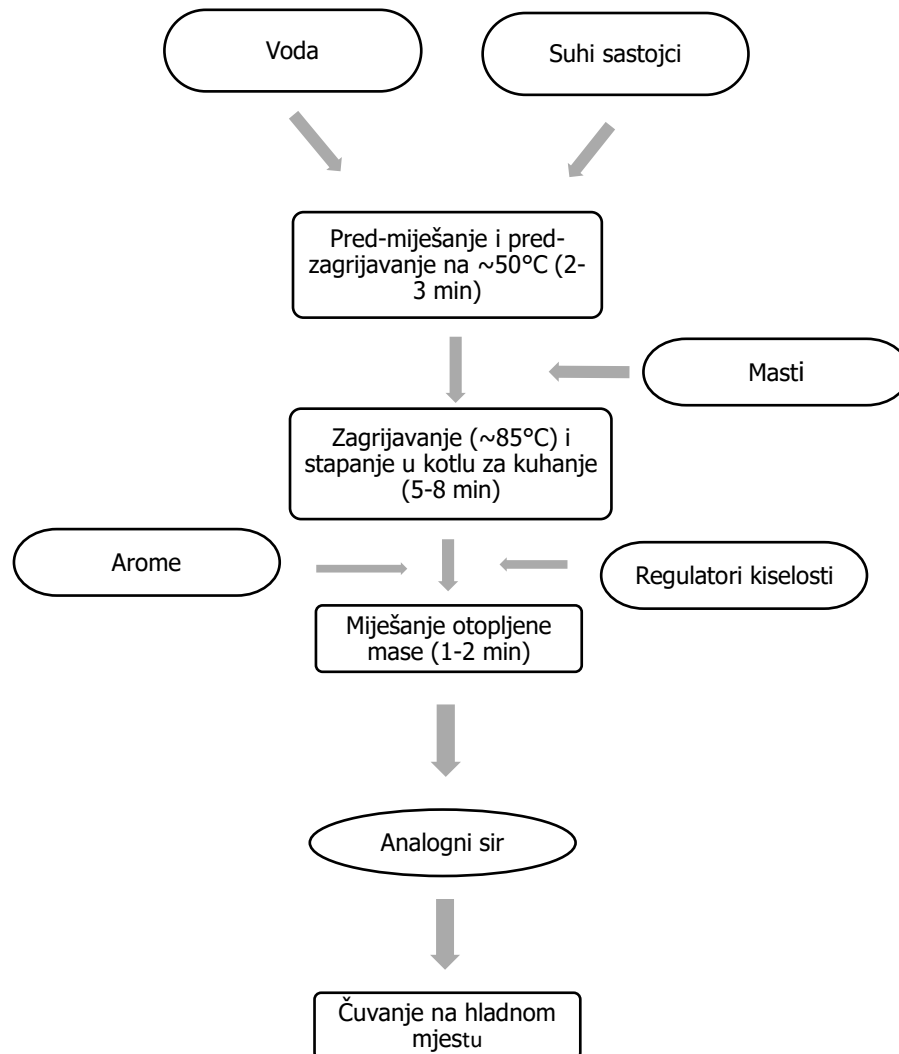 Voda
Suhi sastojci
Pred-miješanje i pred-
zagrijavanje na ~50°C (2-
3 min)
Masti
Zagrijavanje (~85°C) i
stapanje u kotlu za kuhanje
(5-8 min)
Arome
Regulatori kiselosti
Miješanje otopljene
mase (1-2 min)
Analogni sir
Čuvanje na hladnom
mjestu